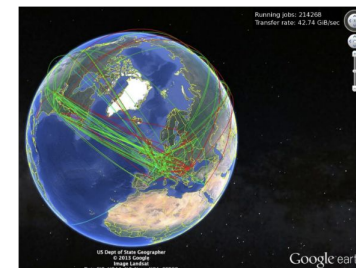 Running jobs: 214268
Transfer rate: 42.74 GiB/sec
US Dept of State Geographer
© 2013 Google
Image Landsat
Google eart